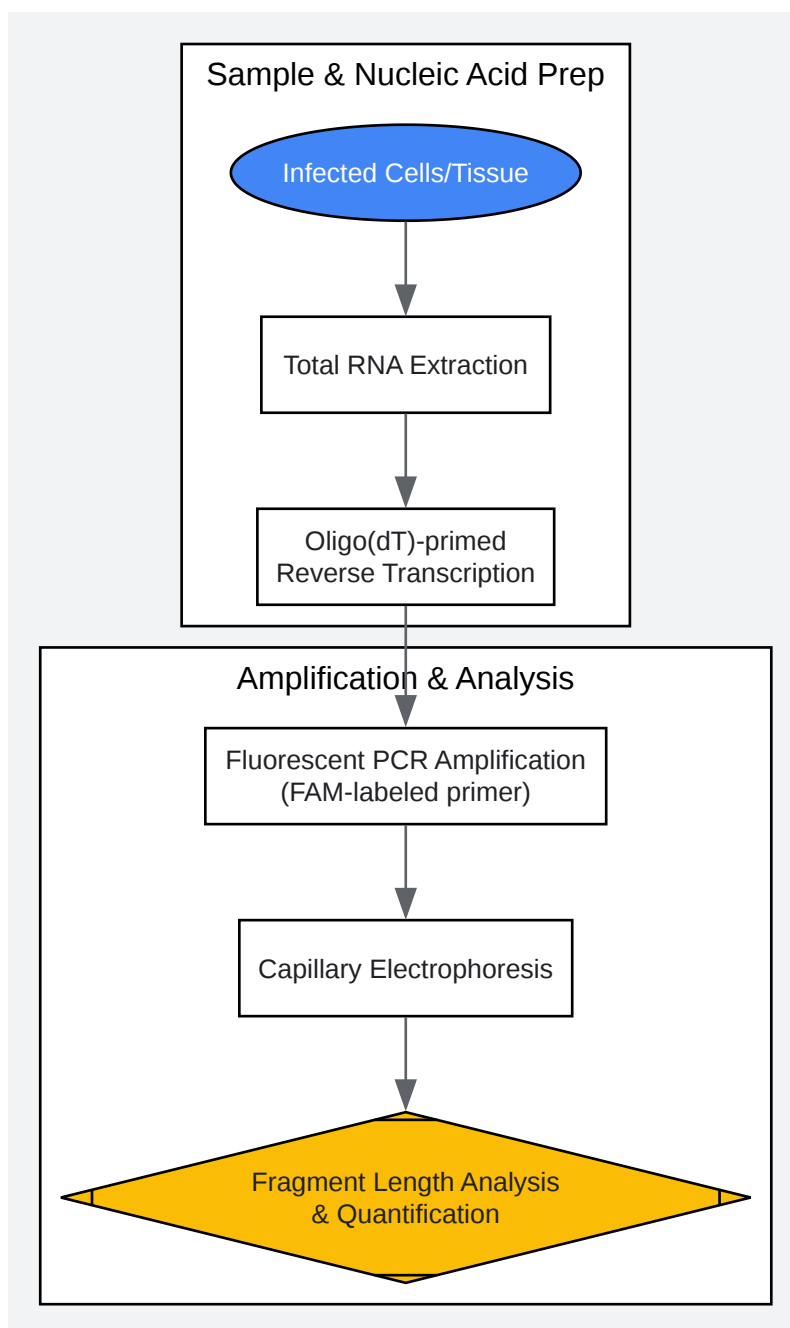 Sample & Nucleic Acid Prep
Infected Cells/Tissue
Total RNA Extraction
Oligo(dT)-primed
Reverse Transcription
Amplification & Analysis
Fluorescent PCR Amplification
(FAM-labeled primer)
Capillary Electrophoresis
Fragment Length Analysis
& Quantification